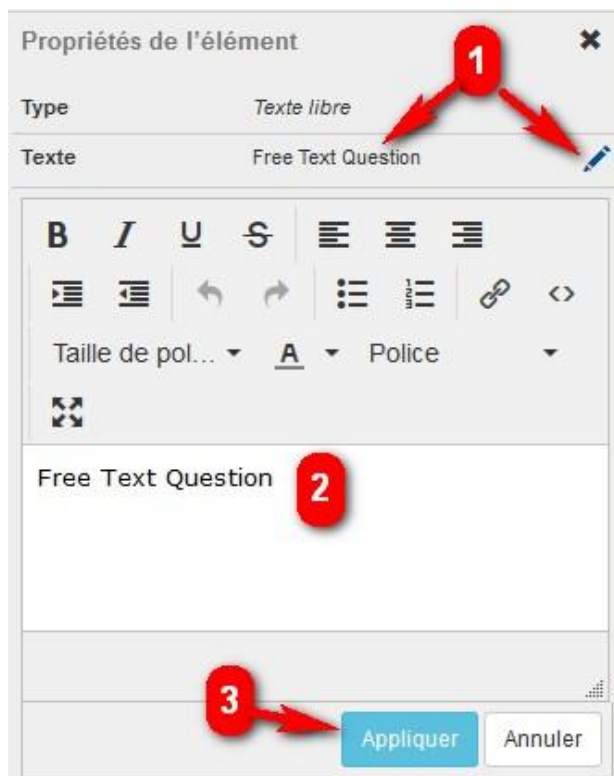 Propriétés de l'élément
1
Type Texte libre
Texte Free Text Question
B I U S
Taille de pol... A Police
Free Text Question
2
3
Appliquer Annuler